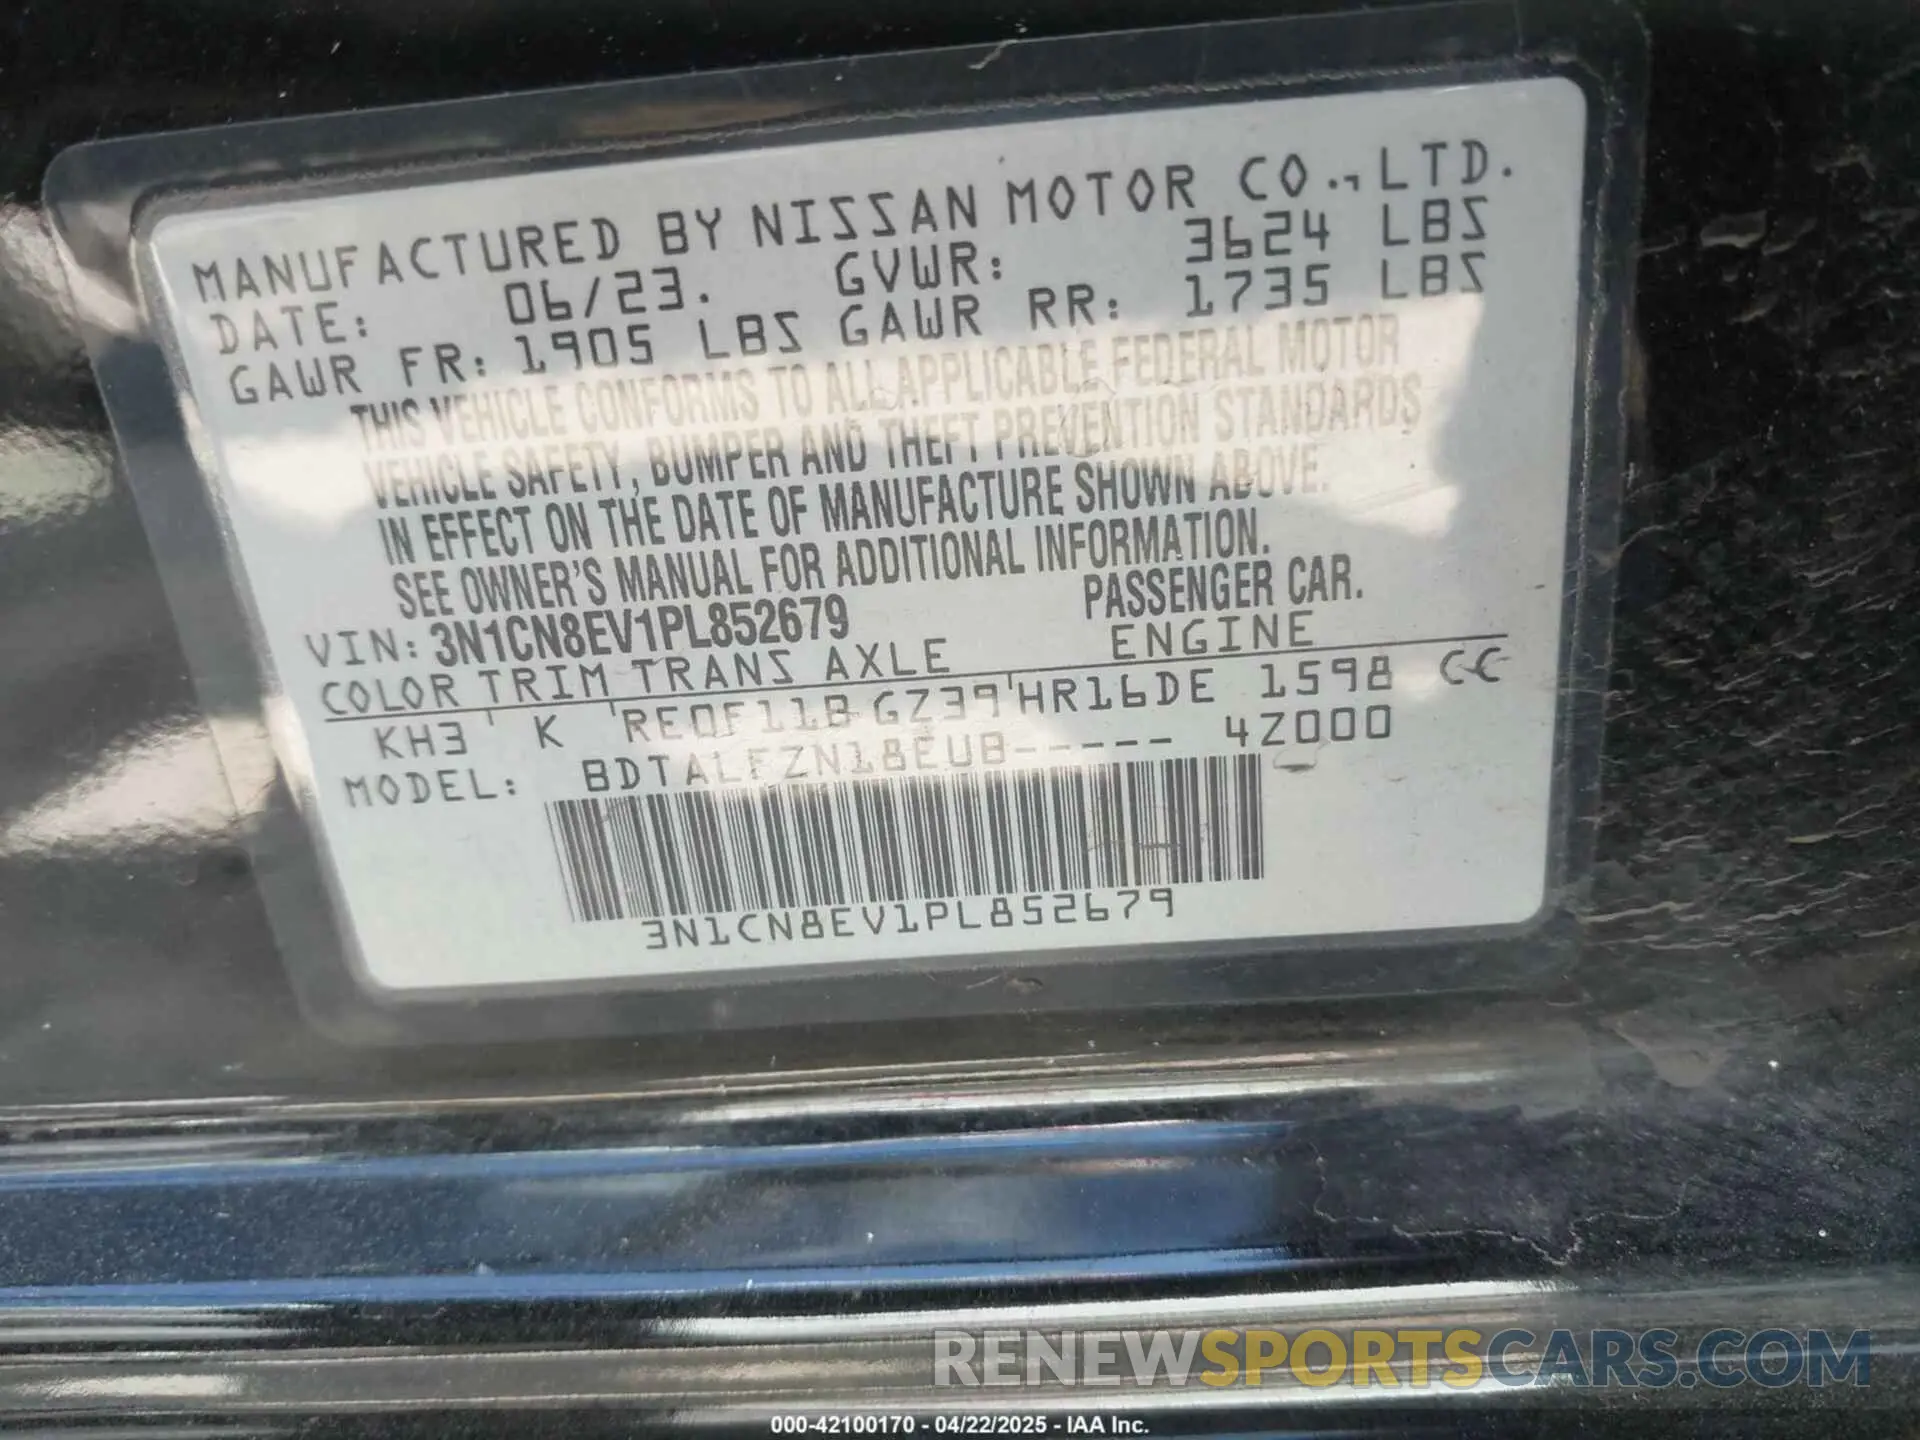 MANUFACTURED BY NISSAN MOTOR CO., LTD.
DATE: 06/23. GVWR: 3624 LBS
GAWR FR: 1905 LBS GAWR RR: 1735 LBS
THIS VEHICLE CONFORMS TO ALL APPLICABLE FEDERAL MOTOR
VEHICLE SAFETY, BUMPER AND THEFT PREVENTION STANDARDS
IN EFFECT ON THE DATE OF MANUFACTURE SHOWN ABOVE.
SEE OWNER'S MANUAL FOR ADDITIONAL INFORMATION.
VIN: 3N1CN8EV1PL852679 PASSENGER CAR.
COLOR TRIM TRANS AXLE ENGINE
KH3 K RE0F11B GZ39 HR16DE 1598 CC
MODEL: BDTALFZN18EUB----- 4Z000
3N1CN8EV1PL852679
RENEWSPORTSCARS.COM
000-42100170 - 04/22/2025 - IAA Inc.